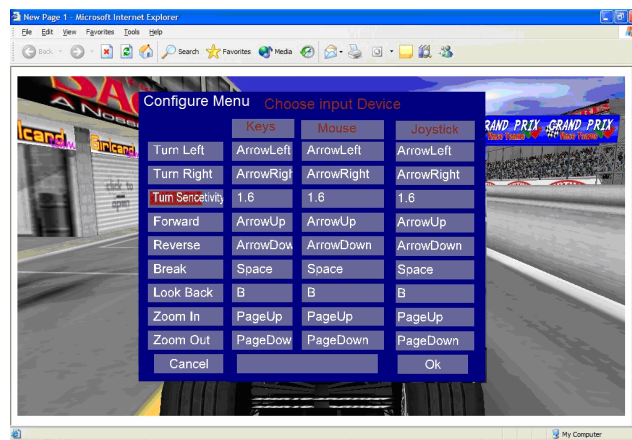 New Page 1 - Microsoft Internet Explorer
File Edit View Favorites Tools Help
Back Search Favorites Media
Configure Menu Choose input Device
Keys Mouse Joystick
Turn Left ArrowLeft ArrowLeft ArrowLeft
Turn Right ArrowRigh ArrowRight ArrowRight
Turn Sencetivity 1.6 1.6 1.6
Forward ArrowUp ArrowUp ArrowUp
Reverse ArrowDow ArrowDown ArrowDown
Break Space Space Space
Look Back B B B
Zoom In PageUp PageUp PageUp
Zoom Out PageDow PageDown PageDown
Cancel Ok
GRAND PRIX GRAND PRIX
click to
open
My Computer